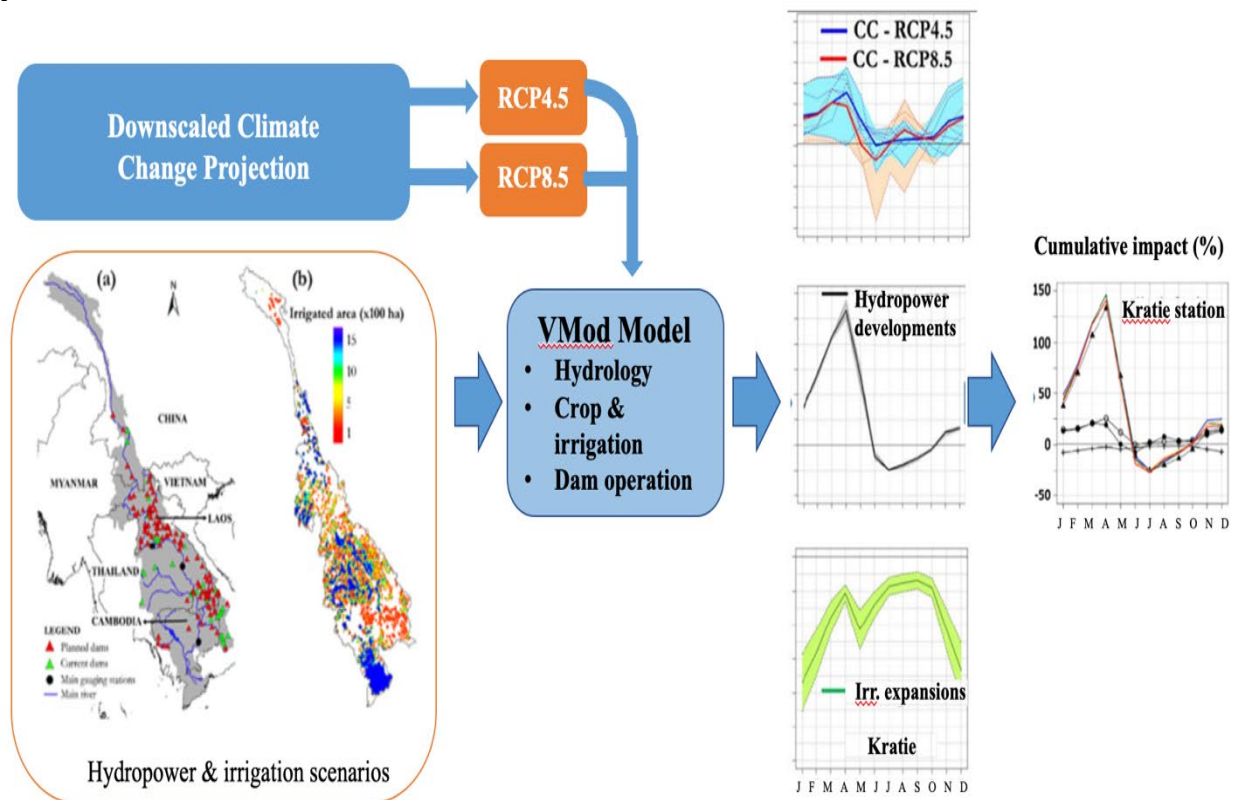 Downscaled Climate
Change Projection
RCP4.5
RCP8.5
CC - RCP4.5
CC - RCP8.5
(a)
N
CHINA
MYANMAR
VIETNAM
LAOS
THAILAND
CAMBODIA
LEGEND
Planned dams
Current dams
Main gauging stations
Main river
(b)
Irrigated area (x100 ha)
15
10
5
1
Hydropower & irrigation scenarios
VMod Model
• Hydrology
• Crop &
irrigation
• Dam operation
Hydropower
developments
Irr. expansions
Kratie
J F M A M J J A S O N D
Cumulative impact (%)
Kratie station
150
100
50
0
-50
J F M A M J J A S O N D